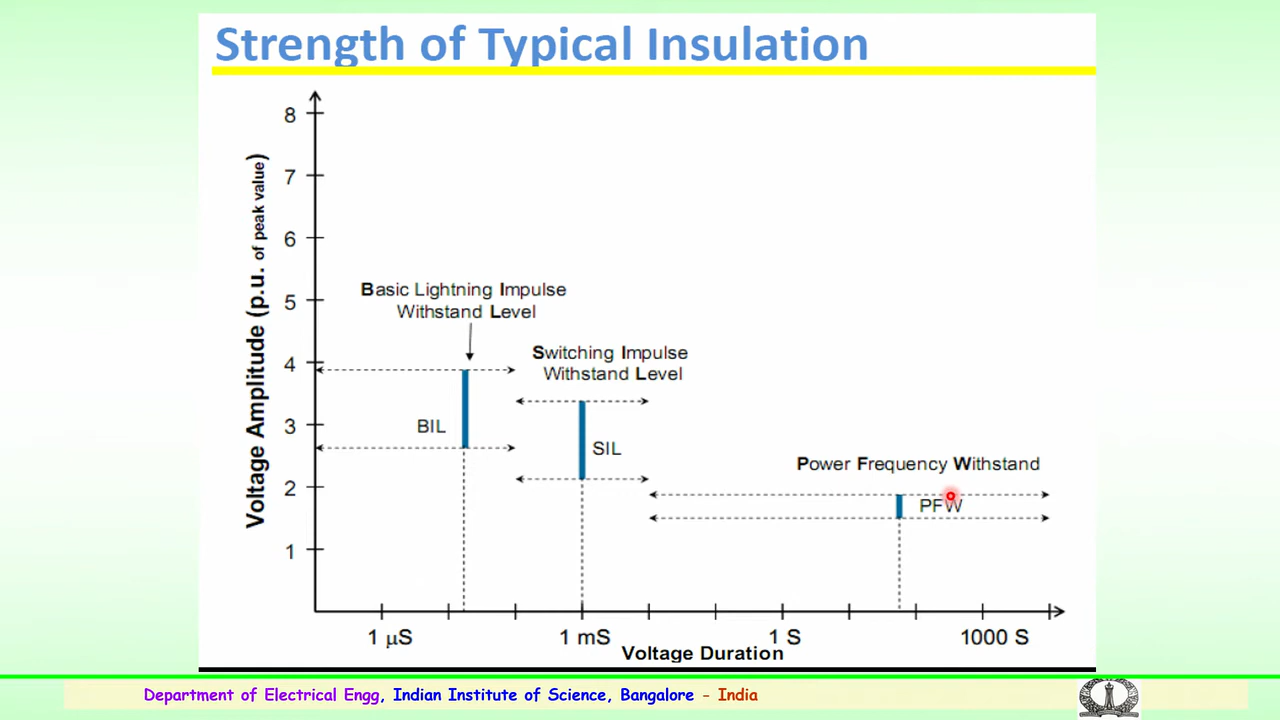 Strength of Typical Insulation
Voltage Amplitude (p.u. of peak value)
8
7
6
5
4
3
2
1
Basic Lightning Impulse
Withstand Level
Switching Impulse
Withstand Level
BIL
SIL
Power Frequency Withstand
PFW
1 μS
1 mS
1 S
1000 S
Voltage Duration
Department of Electrical Engg, Indian Institute of Science, Bangalore - India